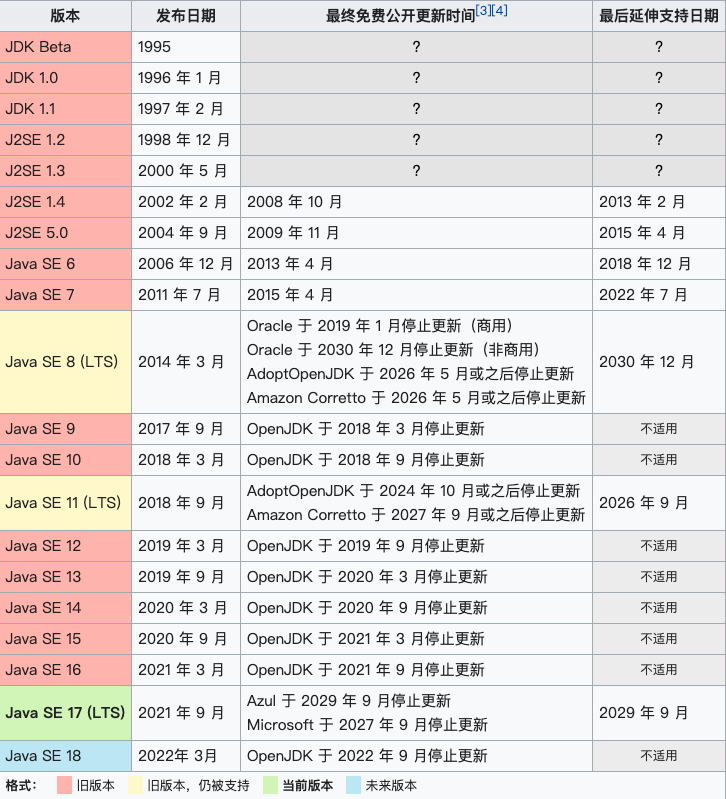 版本 发布日期 最终免费公开更新时间[3][4] 最后延伸支持日期
JDK Beta 1995 ? ?
JDK 1.0 1996 年 1 月 ? ?
JDK 1.1 1997 年 2 月 ? ?
J2SE 1.2 1998 年 12 月 ? ?
J2SE 1.3 2000 年 5 月 ? ?
J2SE 1.4 2002 年 2 月 2008 年 10 月 2013 年 2 月
J2SE 5.0 2004 年 9 月 2009 年 11 月 2015 年 4 月
Java SE 6 2006 年 12 月 2013 年 4 月 2018 年 12 月
Java SE 7 2011 年 7 月 2015 年 4 月 2022 年 7 月
Oracle 于 2019 年 1 月停止更新（商用）
Oracle 于 2030 年 12 月停止更新（非商用）
Java SE 8 (LTS) 2014 年 3 月 2030 年 12 月
AdoptOpenJDK 于 2026 年 5 月或之后停止更新
Amazon Corretto 于 2026 年 5 月或之后停止更新
Java SE 9 2017 年 9 月 OpenJDK 于 2018 年 3 月停止更新 不适用
Java SE 10 2018 年 3 月 OpenJDK 于 2018 年 9 月停止更新 不适用
AdoptOpenJDK 于 2024 年 10 月或之后停止更新
Java SE 11 (LTS) 2018 年 9 月 2026 年 9 月
Amazon Corretto 于 2027 年 9 月或之后停止更新
Java SE 12 2019 年 3 月 OpenJDK 于 2019 年 9 月停止更新 不适用
Java SE 13 2019 年 9 月 OpenJDK 于 2020 年 3 月停止更新 不适用
Java SE 14 2020 年 3 月 OpenJDK 于 2020 年 9 月停止更新 不适用
Java SE 15 2020 年 9 月 OpenJDK 于 2021 年 3 月停止更新 不适用
Java SE 16 2021 年 3 月 OpenJDK 于 2021 年 9 月停止更新 不适用
Azul 于 2029 年 9 月停止更新
Java SE 17 (LTS) 2021 年 9 月 2029 年 9 月
Microsoft 于 2027 年 9 月停止更新
Java SE 18 2022年 3月 OpenJDK 于 2022 年 9 月停止更新 不适用
格式： 旧版本 旧版本，仍被支持 当前版本 未来版本